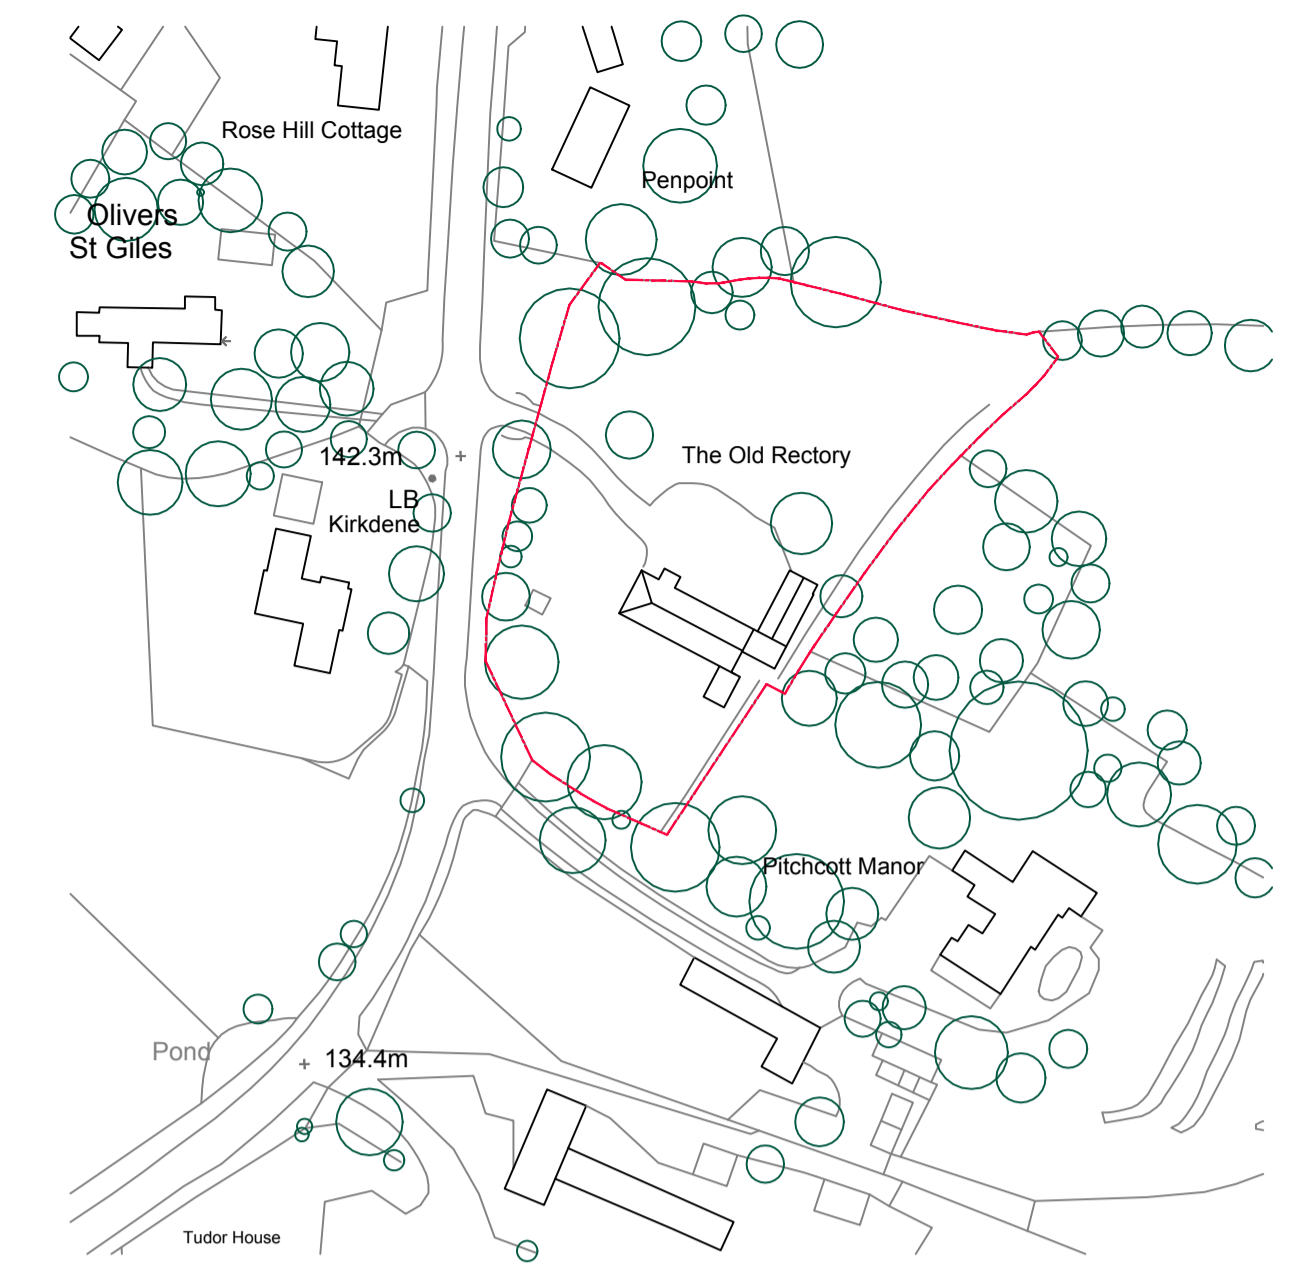 Rose Hill Cottage
Penpoint
Olivers
St Giles
The Old Rectory
142.3m
LB
Kirkdene
Pitchcott Manor
Pond
134.4m
Tudor House